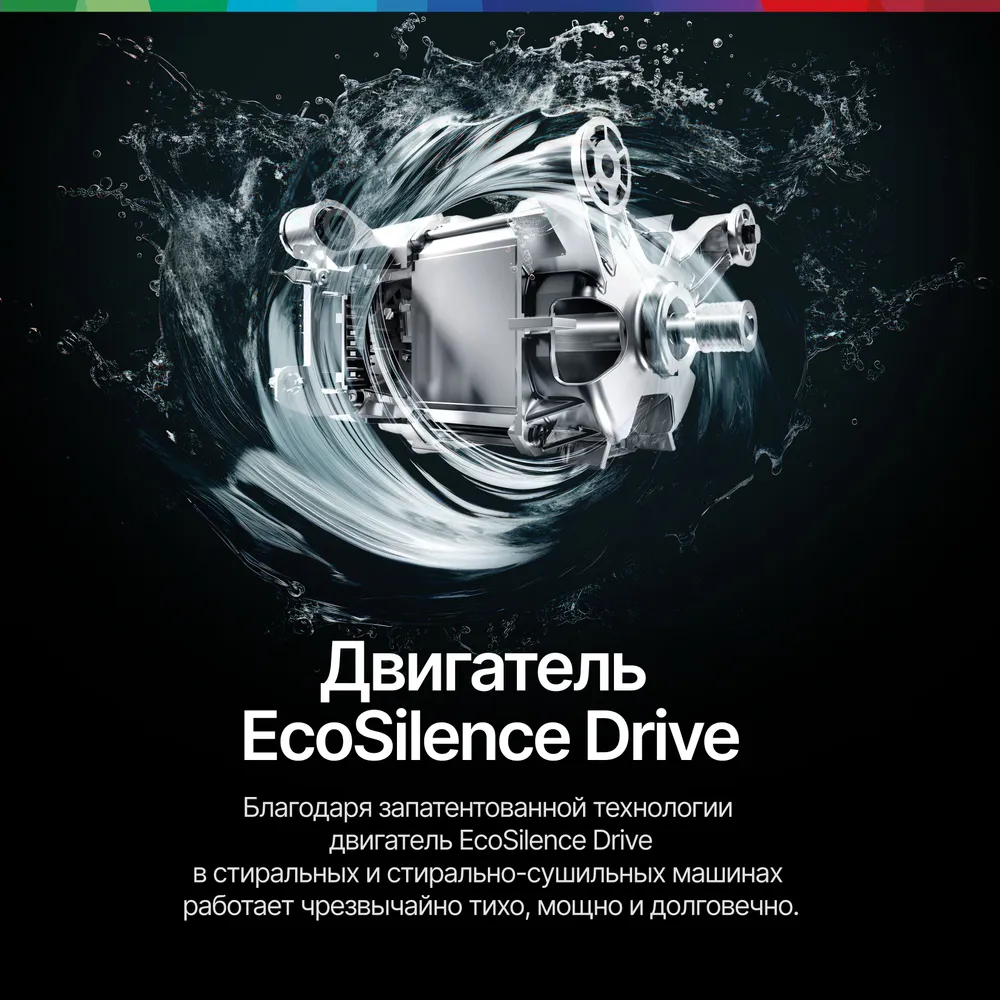 Двигатель
EcoSilence Drive
Благодаря запатентованной технологии
двигатель EcoSilence Drive
в стиральных и стирально-сушильных машинах
работает чрезвычайно тихо, мощно и долговечно.